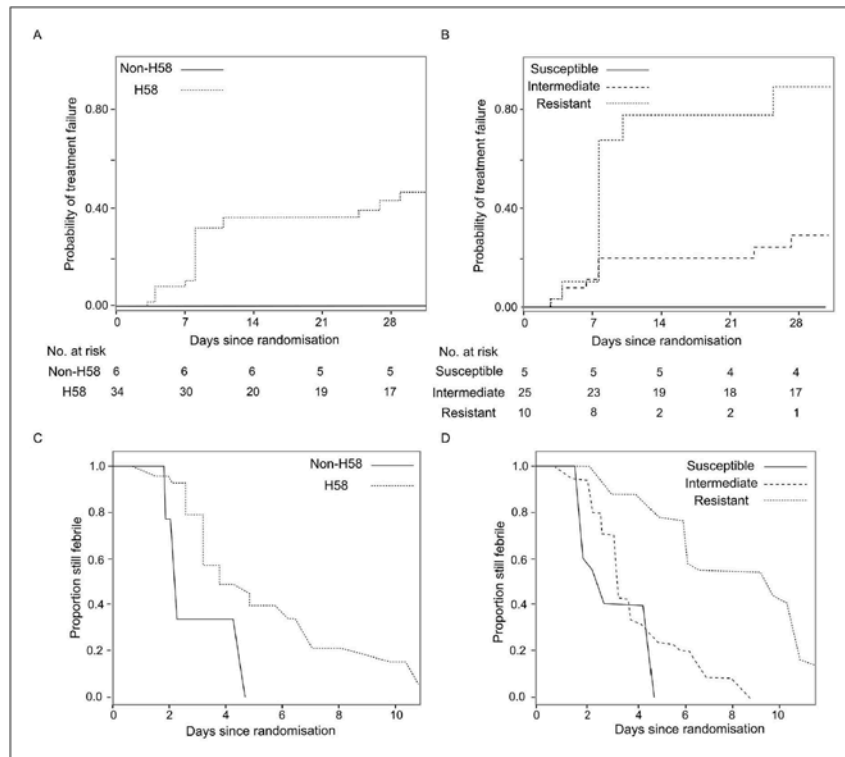 A
Non-H58
H58
Probability of treatment failure
0.80
0.40
0.00
0 7 14 21 28
Days since randomisation
No. at risk
Non-H58 6 6 6 5 5
H58 34 30 20 19 17
B
Susceptible
Intermediate
Resistant
Probability of treatment failure
0.80
0.40
0.00
0 7 14 21 28
Days since randomisation
No. at risk
Susceptible 5 5 5 4 4
Intermediate 25 23 19 18 17
Resistant 10 8 2 2 1
C
Non-H58
H58
Proportion still febrile
1.0
0.8
0.6
0.4
0.2
0.0
0 2 4 6 8 10
Days since randomisation
D
Susceptible
Intermediate
Resistant
Proportion still febrile
1.0
0.8
0.6
0.4
0.2
0.0
0 2 4 6 8 10
Days since randomisation